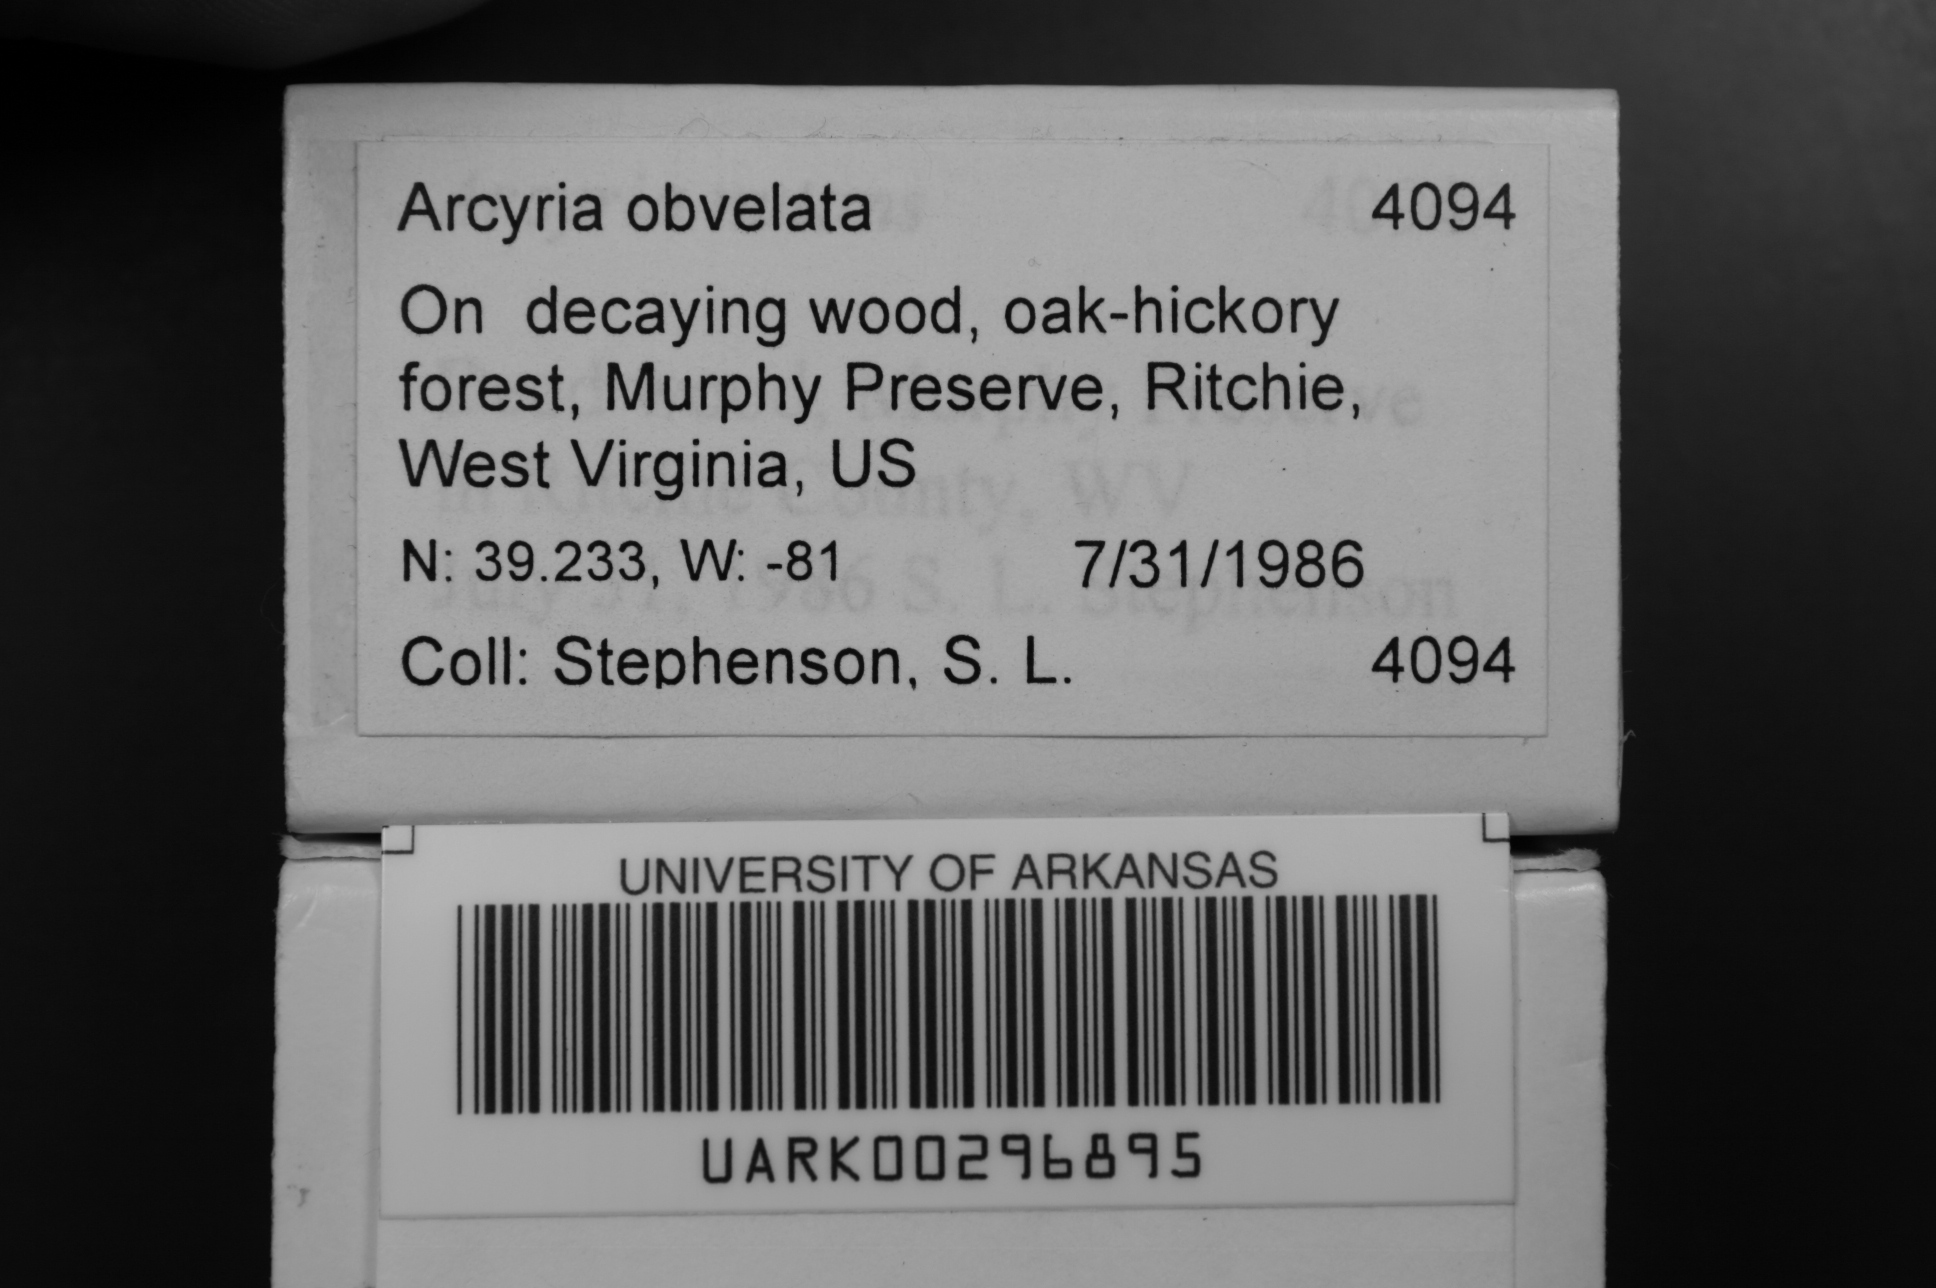 Arcyria obvelata 4094
On decaying wood, oak-hickory
forest, Murphy Preserve, Ritchie,
West Virginia, US
N: 39.233, W: -81 7/31/1986
Coll: Stephenson, S. L. 4094
UNIVERSITY OF ARKANSAS
UARK00296895